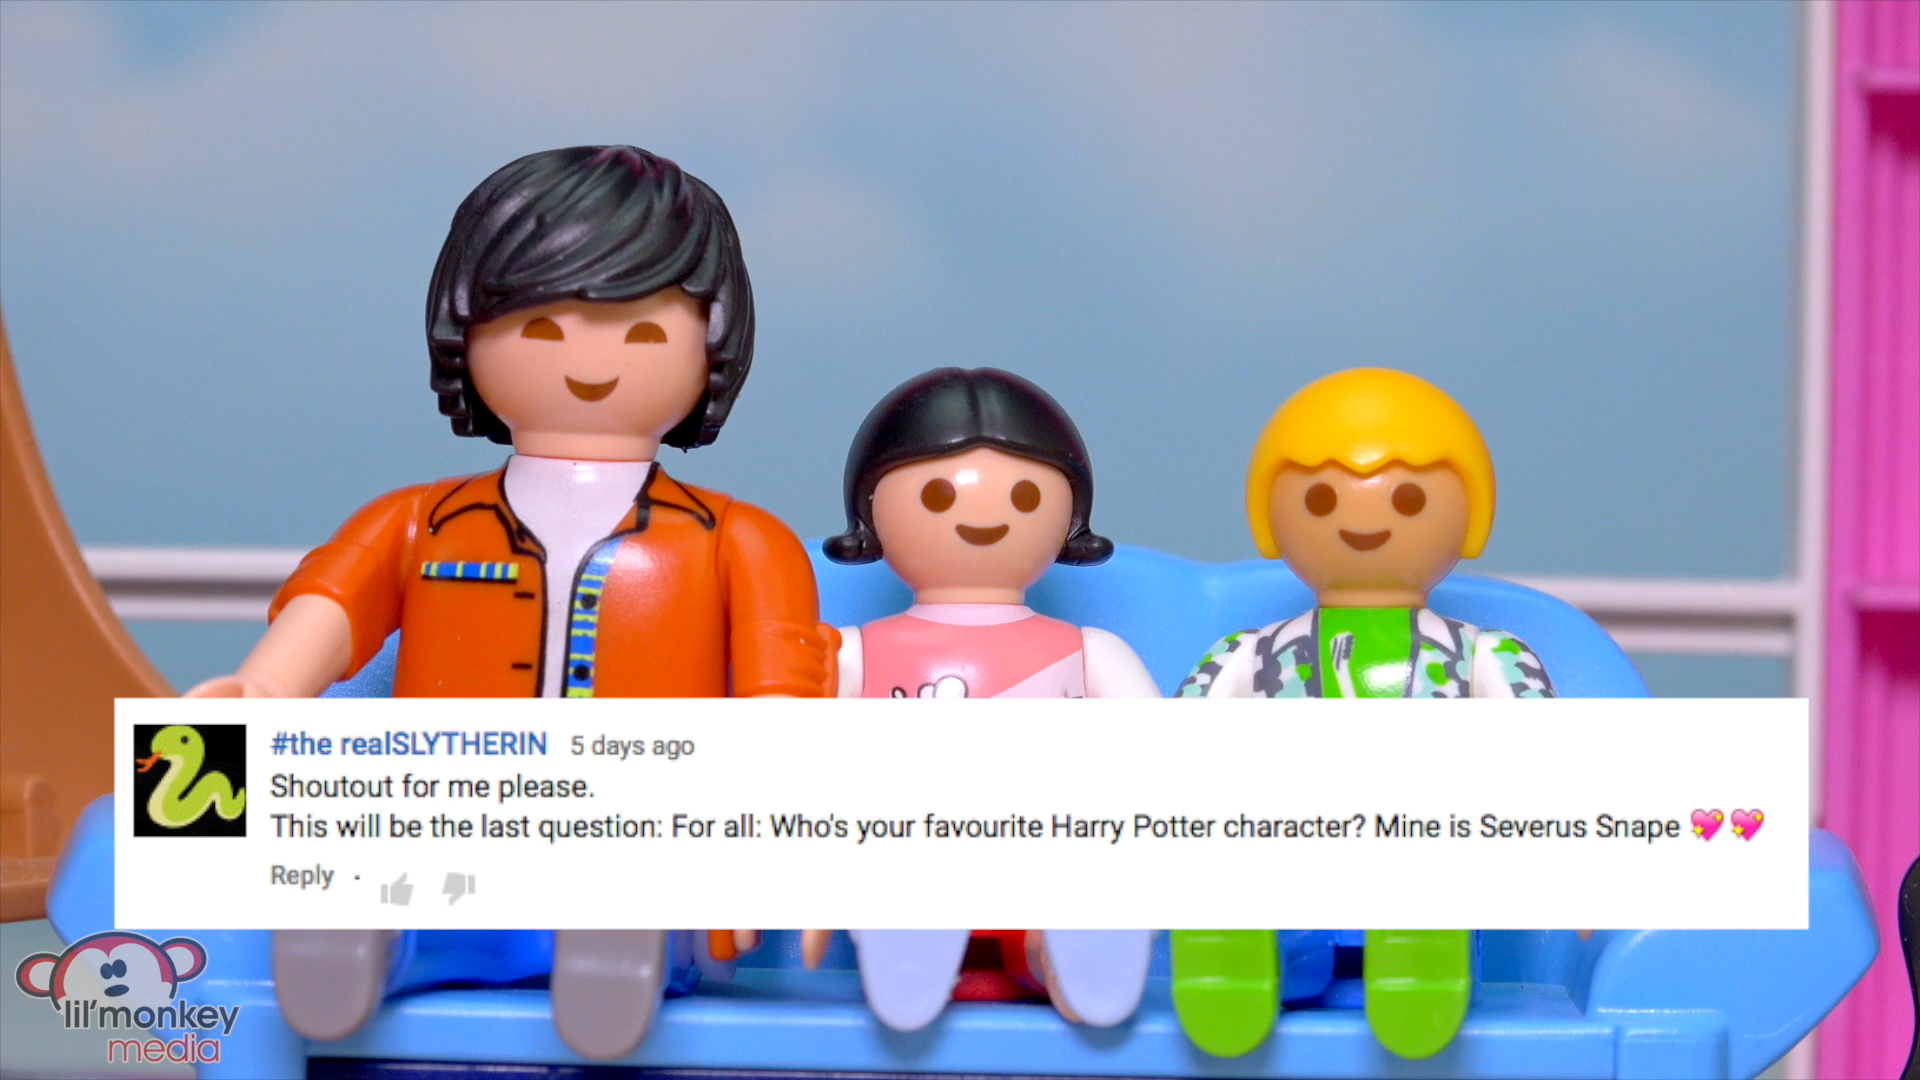 #the realSLYTHERIN 5 days ago
Shoutout for me please.
This will be the last question: For all: Who's your favourite Harry Potter character? Mine is Severus Snape 💖💖
Reply ·
lil'monkey
media